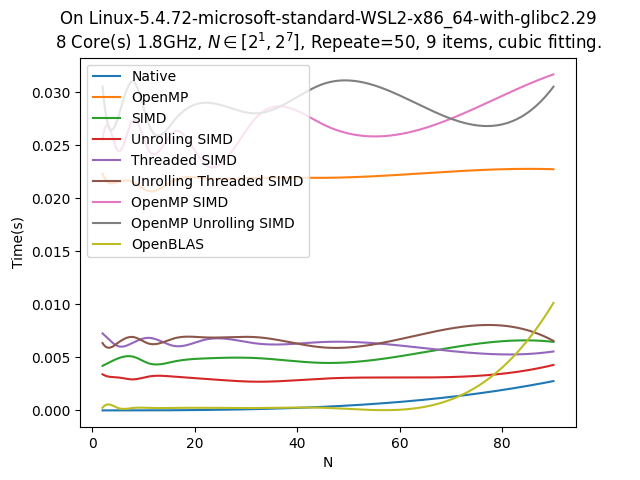 On Linux-5.4.72-microsoft-standard-WSL2-x86_64-with-glibc2.29
8 Core(s) 1.8GHz, N ∈ [2¹, 2⁷], Repeate=50, 9 items, cubic fitting.
Native
OpenMP
SIMD
Unrolling SIMD
Threaded SIMD
Unrolling Threaded SIMD
OpenMP SIMD
OpenMP Unrolling SIMD
OpenBLAS
Time(s)
0.030
0.025
0.020
0.015
0.010
0.005
0.000
0 20 40 60 80
N